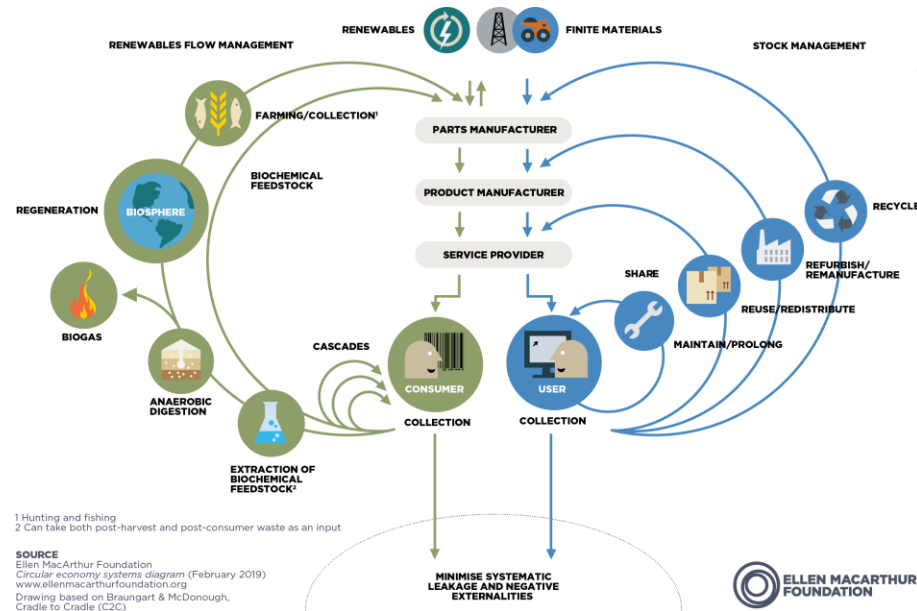 RENEWABLES
FINITE MATERIALS
RENEWABLES FLOW MANAGEMENT
STOCK MANAGEMENT
FARMING/COLLECTION¹
PARTS MANUFACTURER
BIOCHEMICAL
FEEDSTOCK
PRODUCT MANUFACTURER
REGENERATION
BIOSPHERE
RECYCLE
SERVICE PROVIDER
SHARE
REFURBISH/
REMANUFACTURE
REUSE/REDISTRIBUTE
BIOGAS
MAINTAIN/PROLONG
CASCADES
CONSUMER
USER
ANAEROBIC
DIGESTION
COLLECTION
COLLECTION
EXTRACTION OF
BIOCHEMICAL
FEEDSTOCK²
1 Hunting and fishing
2 Can take both post-harvest and post-consumer waste as an input
SOURCE
Ellen MacArthur Foundation
Circular economy systems diagram (February 2019)
www.ellenmacarthurfoundation.org
Drawing based on Braungart & McDonough,
Cradle to Cradle (C2C)
MINIMISE SYSTEMATIC
LEAKAGE AND NEGATIVE
EXTERNALITIES
ELLEN MACARTHUR
FOUNDATION